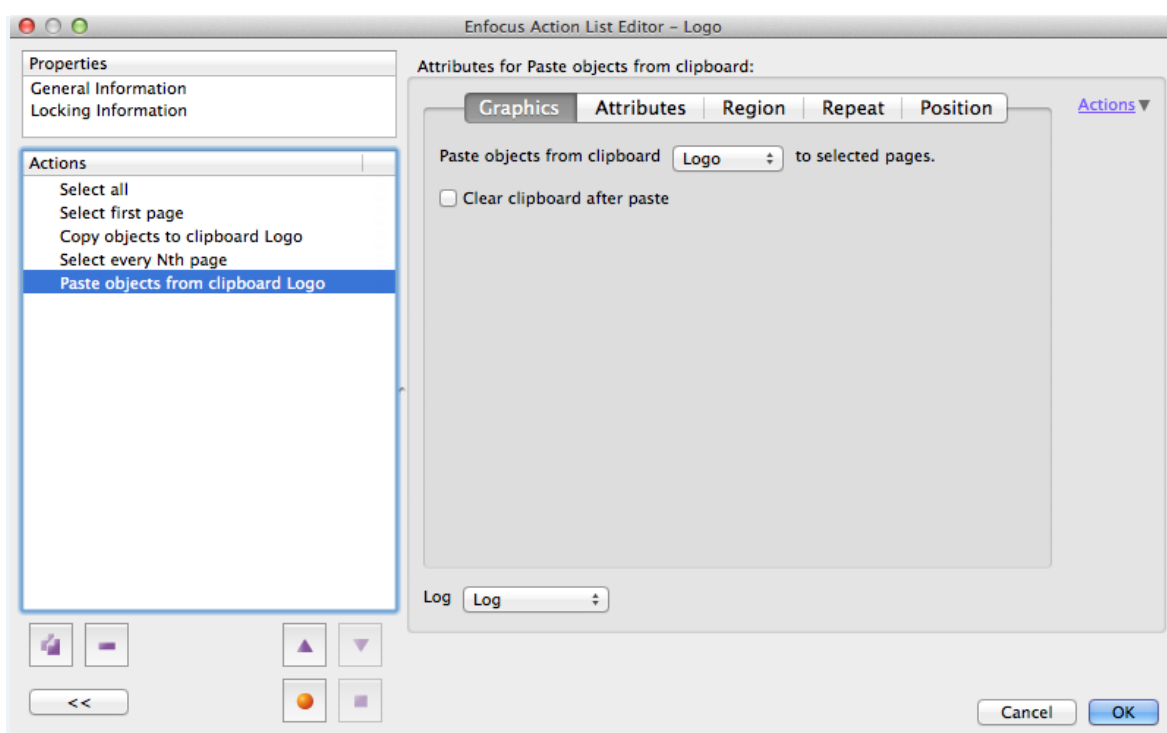 Enfocus Action List Editor – Logo
Properties
General Information
Locking Information
Actions
Select all
Select first page
Copy objects to clipboard Logo
Select every Nth page
Paste objects from clipboard Logo
<<
Attributes for Paste objects from clipboard:
Graphics Attributes Region Repeat Position
Actions
Paste objects from clipboard Logo to selected pages.
Clear clipboard after paste
Log Log
Cancel OK